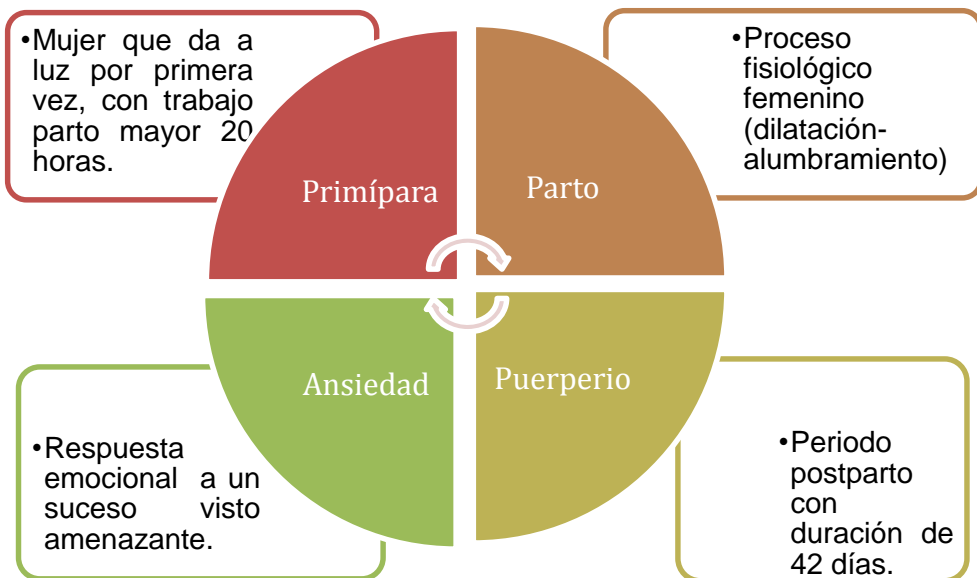 •Mujer que da a
luz por primera
vez, con trabajo
parto mayor 20
horas.
Primípara
Parto
•Proceso
fisiológico
femenino
(dilatación-
alumbramiento)
Ansiedad
Puerperio
•Respuesta
emocional a un
suceso visto
amenazante.
•Periodo
postparto
con
duración de
42 días.